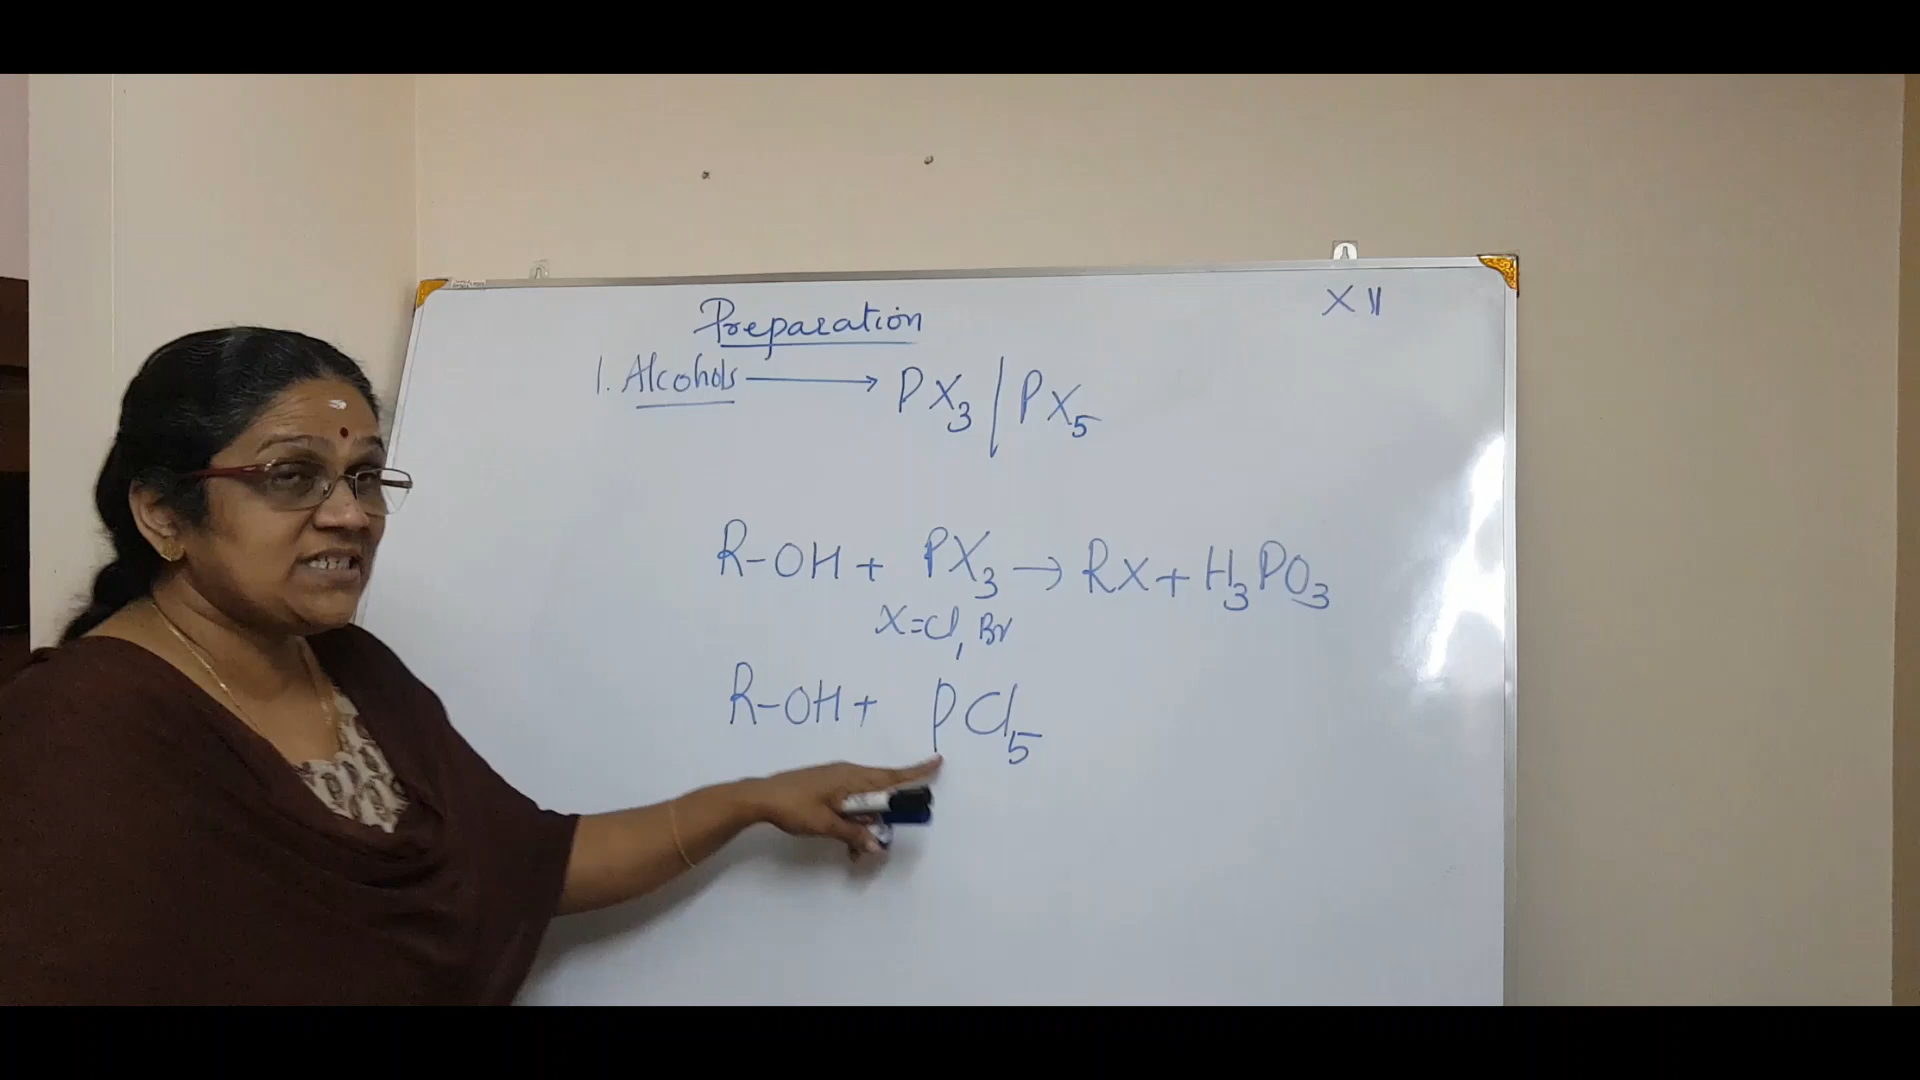 Preparation
XII
1. Alcohols → PX₃ / PX₅
R-OH + PX₃ → RX + H₃PO₃
X=Cl, Br
R-OH + PCl₅